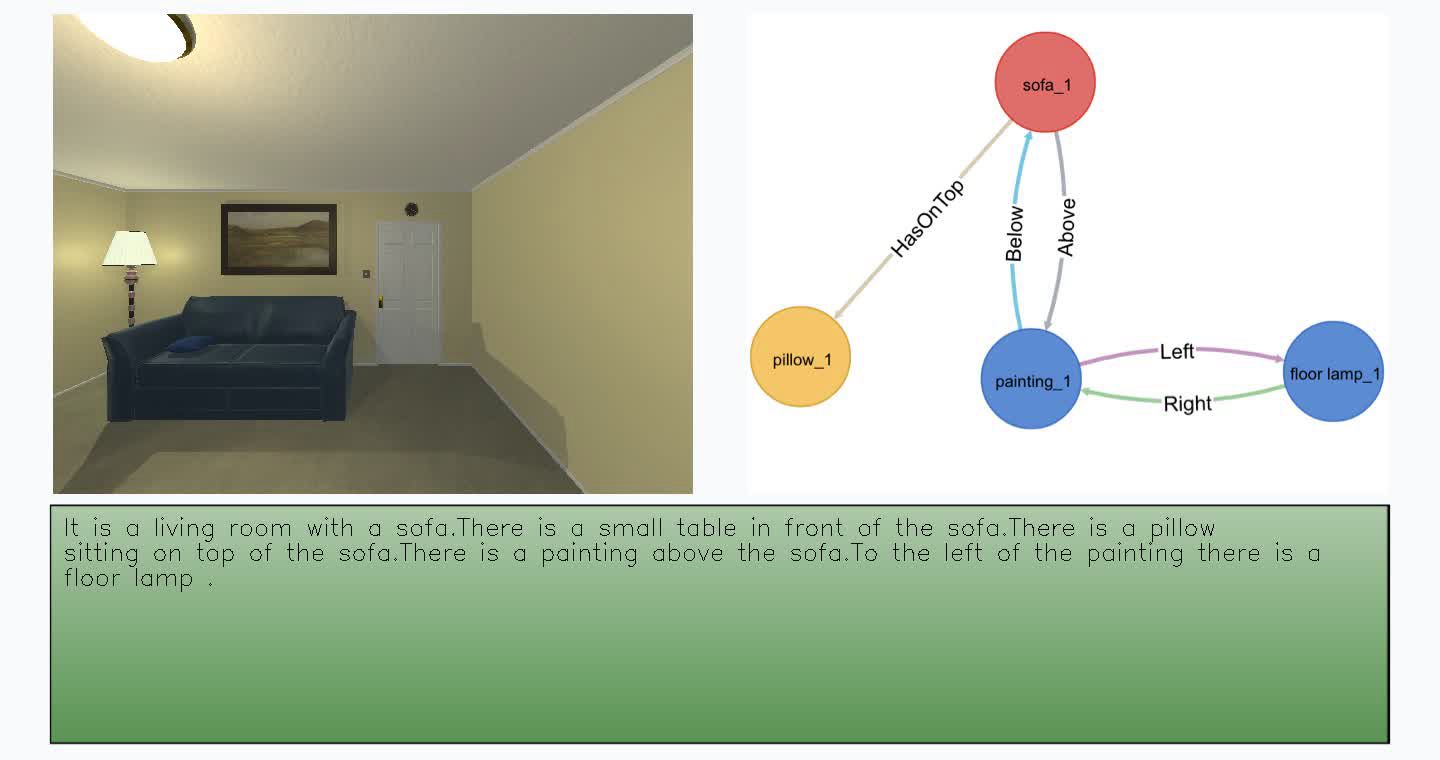 sofa_1
HasOnTop
Below
Above
pillow_1
painting_1
Left
Right
floor lamp_1
It is a living room with a sofa.There is a small table in front of the sofa.There is a pillow
sitting on top of the sofa.There is a painting above the sofa.To the left of the painting there is a
floor lamp .